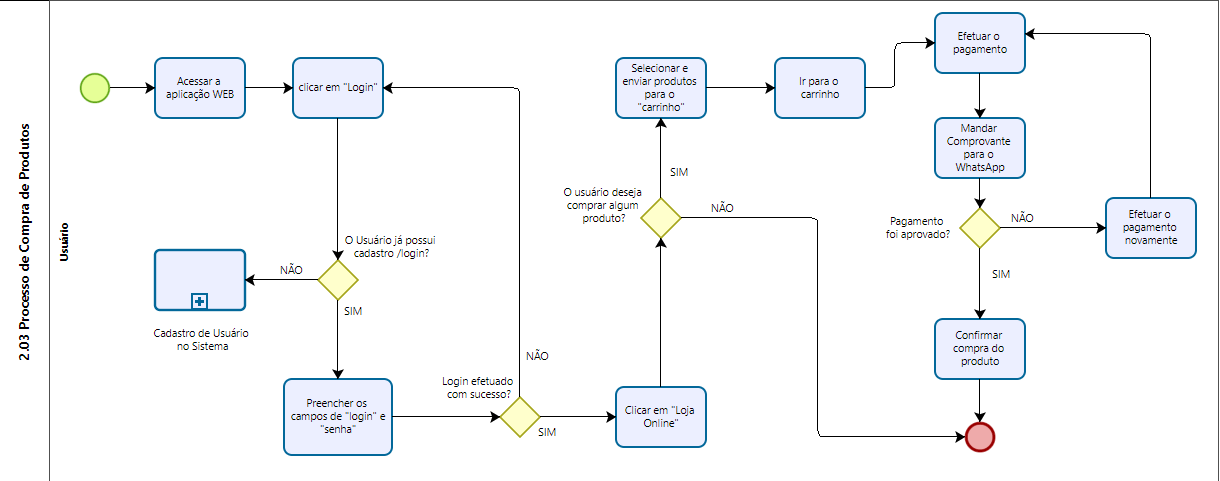 2.03 Processo de Compra de Produtos
Usuário
Acessar a
aplicação WEB
clicar em "Login"
O Usuário já possui
cadastro /login?
NÃO
SIM
Cadastro de Usuário
no Sistema
Preencher os
campos de "login" e
"senha"
Login efetuado
com sucesso?
NÃO
SIM
Clicar em "Loja
Online"
O usuário deseja
comprar algum
produto?
SIM
NÃO
Selecionar e
enviar produtos
para o
"carrinho"
Ir para o
carrinho
Efetuar o
pagamento
Mandar
Comprovante
para o
WhatsApp
Pagamento
foi aprovado?
NÃO
SIM
Efetuar o
pagamento
novamente
Confirmar
compra do
produto